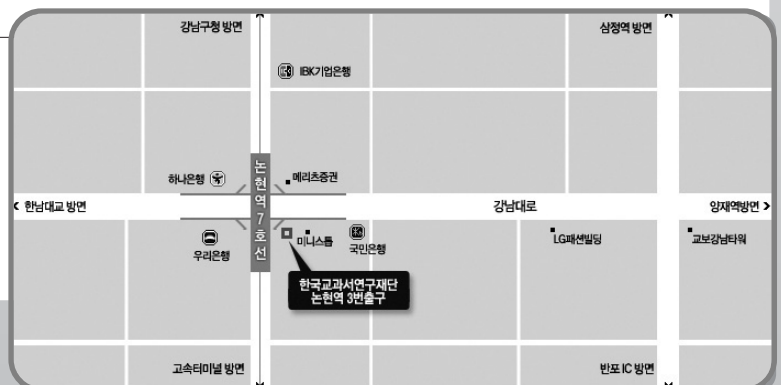 강남구청 방면
삼정역 방면
IBK기업은행
하나은행
메리츠증권
논현역 7호선
한남대교 방면
강남대로
양재역방면
우리은행
미니스톱
국민은행
LG패션빌딩
교보강남타워
한국교과서연구재단
논현역 3번출구
고속터미널 방면
반포 IC 방면